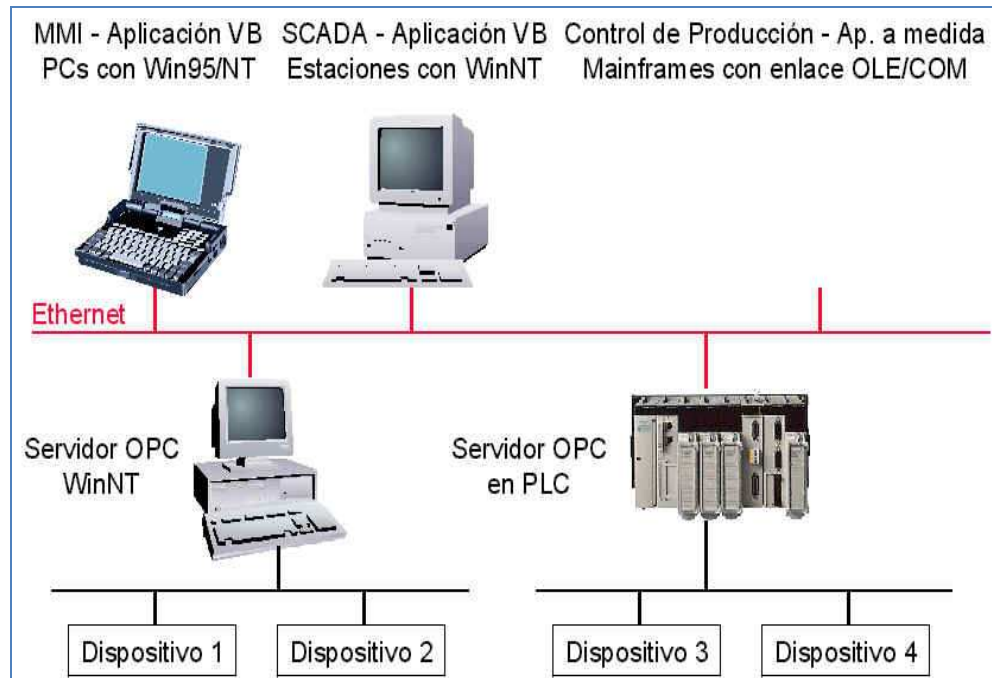 MMI - Aplicación VB
PCs con Win95/NT
SCADA - Aplicación VB
Estaciones con WinNT
Control de Producción - Ap. a medida
Mainframes con enlace OLE/COM
Ethernet
Servidor OPC
WinNT
Servidor OPC
en PLC
Dispositivo 1
Dispositivo 2
Dispositivo 3
Dispositivo 4